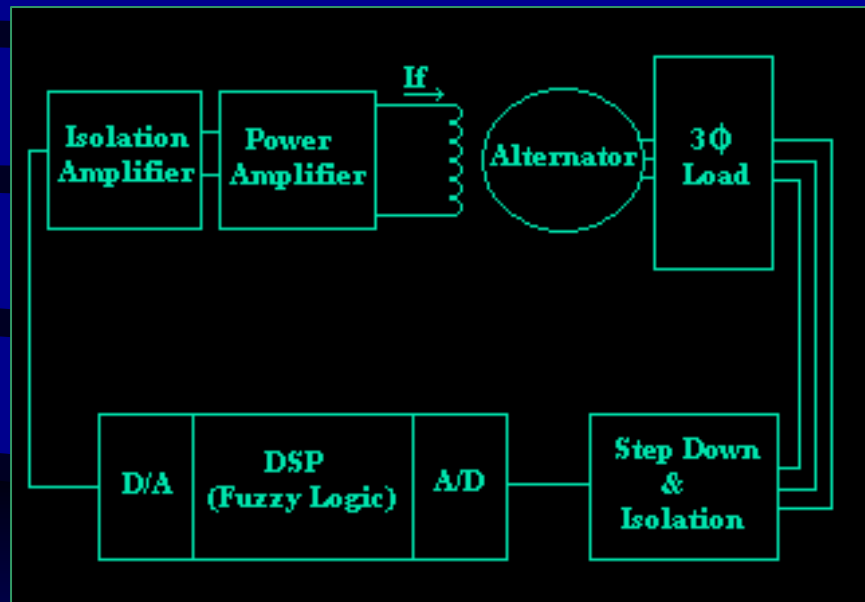 Isolation
Amplifier
Power
Amplifier
If
Alternator
3Φ
Load
D/A
DSP
(Fuzzy Logic)
A/D
Step Down
&
Isolation